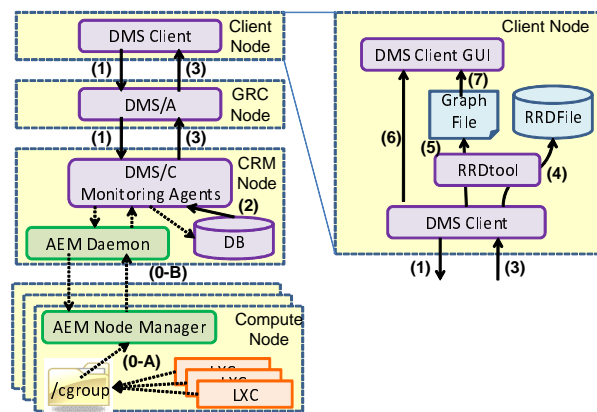 DMS Client
Client
Node
(1)
(3)
DMS/A
GRC
Node
(1)
(3)
DMS/C
Monitoring Agents
CRM
Node
(2)
AEM Daemon
DB
(0-B)
AEM Node Manager
Compute
Node
(0-A)
/cgroup
LXC
LXC
LXC
Client Node
DMS Client GUI
(7)
Graph
File
RRDFile
(6)
(5)
(4)
RRDtool
DMS Client
(1)
(3)